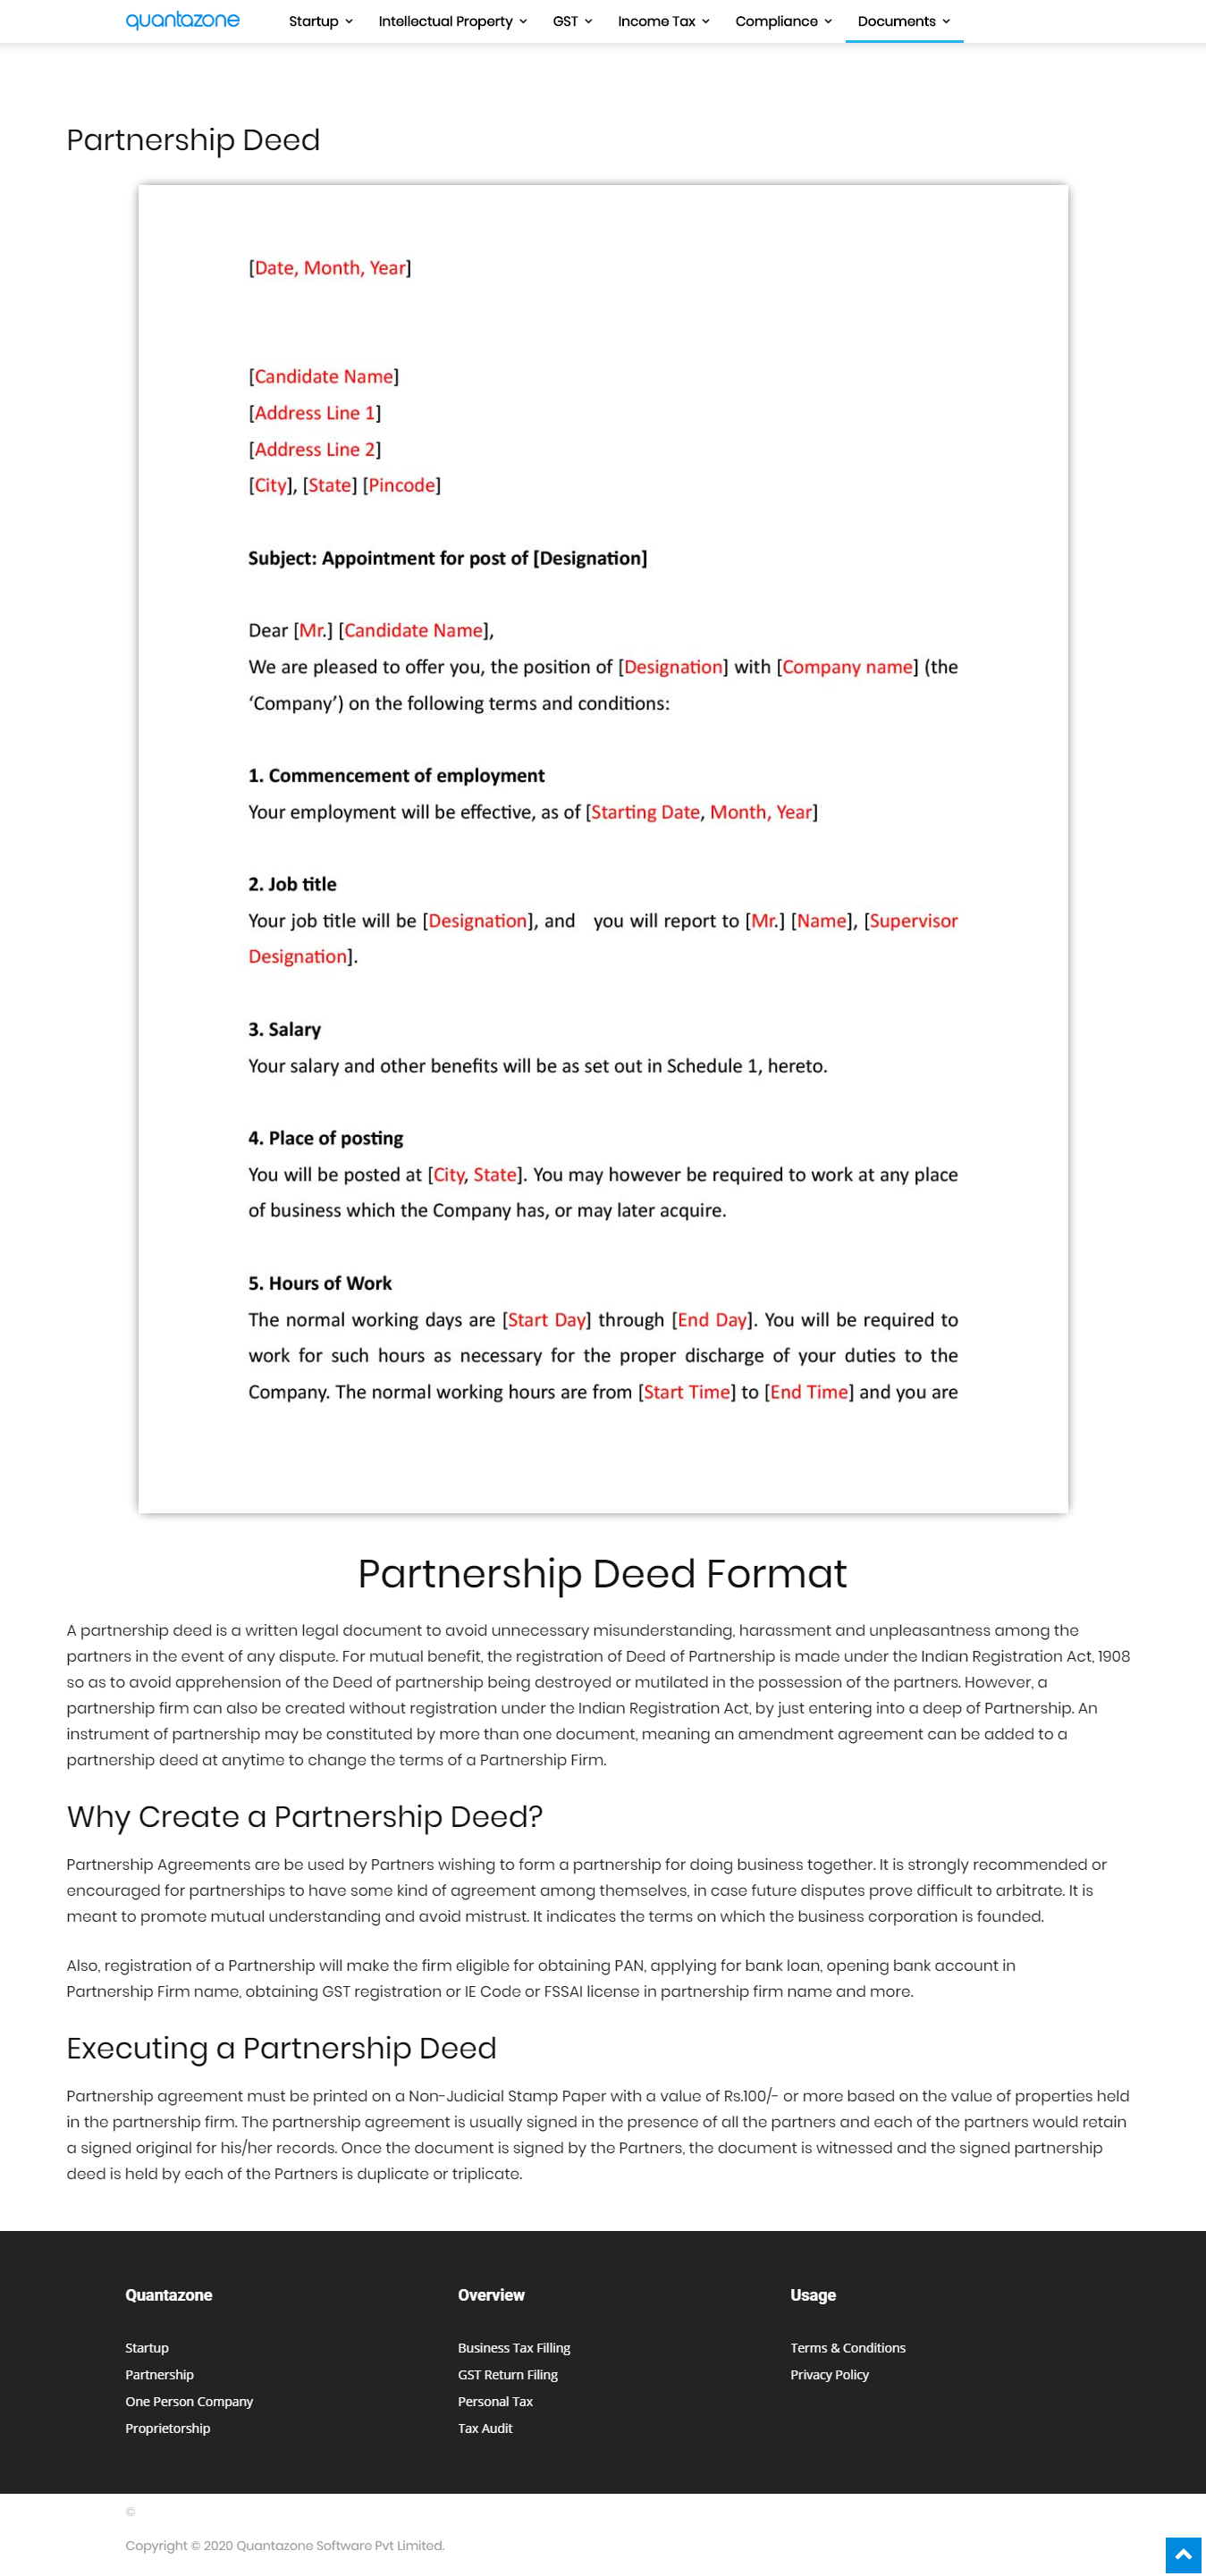 quantazone Startup Intellectual Property GST Income Tax Compliance Documents
Partnership Deed
[Date, Month, Year]
[Candidate Name]
[Address Line 1]
[Address Line 2]
[City], [State] [Pincode]
Subject: Appointment for post of [Designation]
Dear [Mr.] [Candidate Name],
We are pleased to offer you, the position of [Designation] with [Company name] (the
‘Company’) on the following terms and conditions:
1. Commencement of employment
Your employment will be effective, as of [Starting Date, Month, Year]
2. Job title
Your job title will be [Designation], and you will report to [Mr.] [Name], [Supervisor
Designation].
3. Salary
Your salary and other benefits will be as set out in Schedule 1, hereto.
4. Place of posting
You will be posted at [City, State]. You may however be required to work at any place
of business which the Company has, or may later acquire.
5. Hours of Work
The normal working days are [Start Day] through [End Day]. You will be required to
work for such hours as necessary for the proper discharge of your duties to the
Company. The normal working hours are from [Start Time] to [End Time] and you are
Partnership Deed Format
A partnership deed is a written legal document to avoid unnecessary misunderstanding, harassment and unpleasantness among the
partners in the event of any dispute. For mutual benefit, the registration of Deed of Partnership is made under the Indian Registration Act, 1908
so as to avoid apprehension of the Deed of partnership being destroyed or mutilated in the possession of the partners. However, a
partnership firm can also be created without registration under the Indian Registration Act, by just entering into a deep of Partnership. An
instrument of partnership may be constituted by more than one document, meaning an amendment agreement can be added to a
partnership deed at anytime to change the terms of a Partnership Firm.
Why Create a Partnership Deed?
Partnership Agreements are be used by Partners wishing to form a partnership for doing business together. It is strongly recommended or
encouraged for partnerships to have some kind of agreement among themselves, in case future disputes prove difficult to arbitrate. It is
meant to promote mutual understanding and avoid mistrust. It indicates the terms on which the business corporation is founded.
Also, registration of a Partnership will make the firm eligible for obtaining PAN, applying for bank loan, opening bank account in
Partnership Firm name, obtaining GST registration or IE Code or FSSAI license in partnership firm name and more.
Executing a Partnership Deed
Partnership agreement must be printed on a Non-Judicial Stamp Paper with a value of Rs.100/- or more based on the value of properties held
in the partnership firm. The partnership agreement is usually signed in the presence of all the partners and each of the partners would retain
a signed original for his/her records. Once the document is signed by the Partners, the document is witnessed and the signed partnership
deed is held by each of the Partners is duplicate or triplicate.
Quantazone
Startup
Partnership
One Person Company
Proprietorship
Overview
Business Tax Filling
GST Return Filing
Personal Tax
Tax Audit
Usage
Terms & Conditions
Privacy Policy
©
Copyright © 2020 Quantazone Software Pvt Limited.